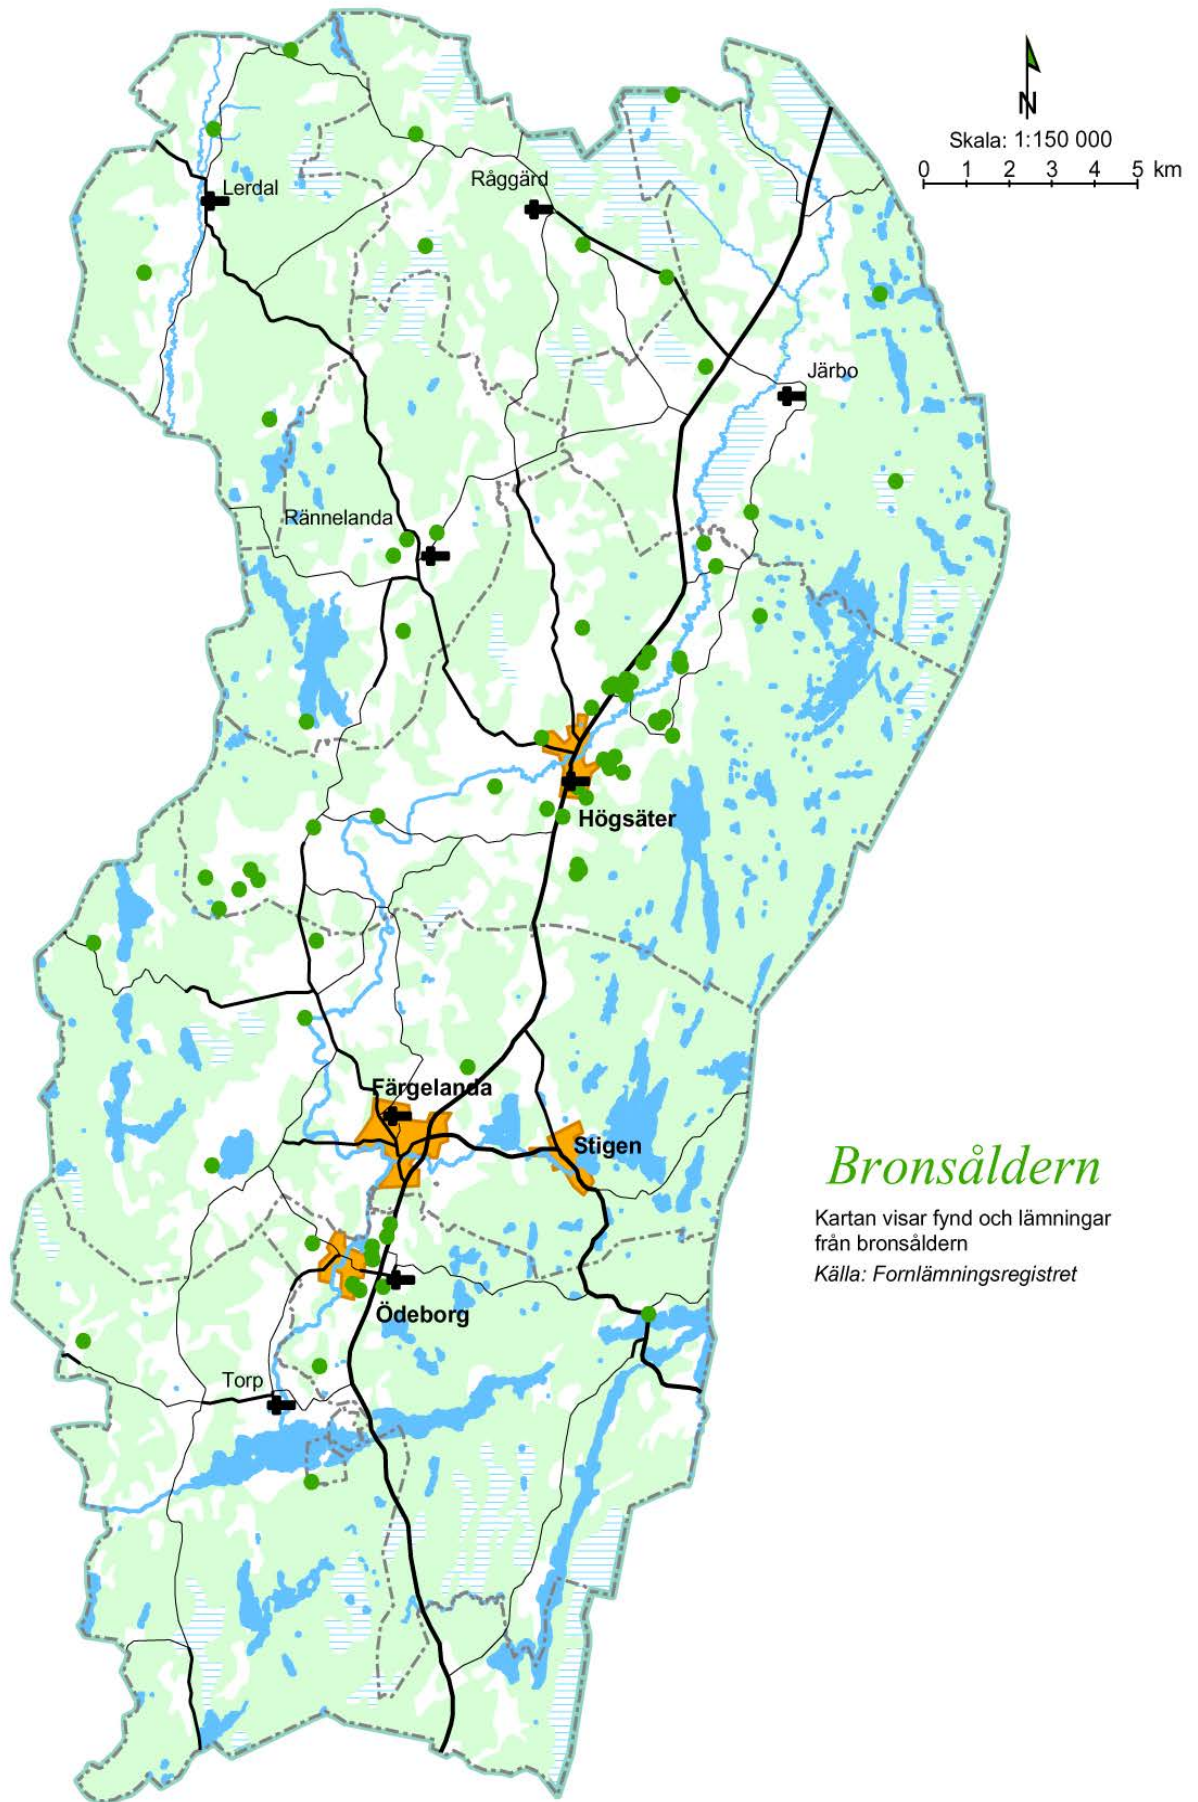 N
Skala: 1:150 000
0 1 2 3 4 5 km
Råggärd
Lerdal
Järbo
Rännelanda
Högsäter
Färgelanda
Stigen
Bronsåldern
Kartan visar fynd och lämningar
från bronsåldern
Källa: Fornlämningsregistret
Ödeborg
Torp